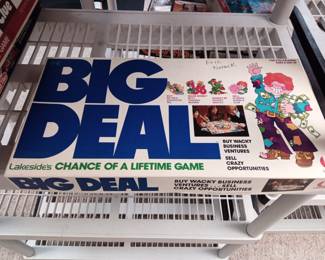 BIG
DEAL
Lakeside's CHANCE OF A LIFETIME GAME
BUY WACKY
BUSINESS
VENTURES
SELL
CRAZY
OPPORTUNITIES
BIG DEAL
BUY WACKY BUSINESS
VENTURES SELL
CRAZY OPPORTUNITIES